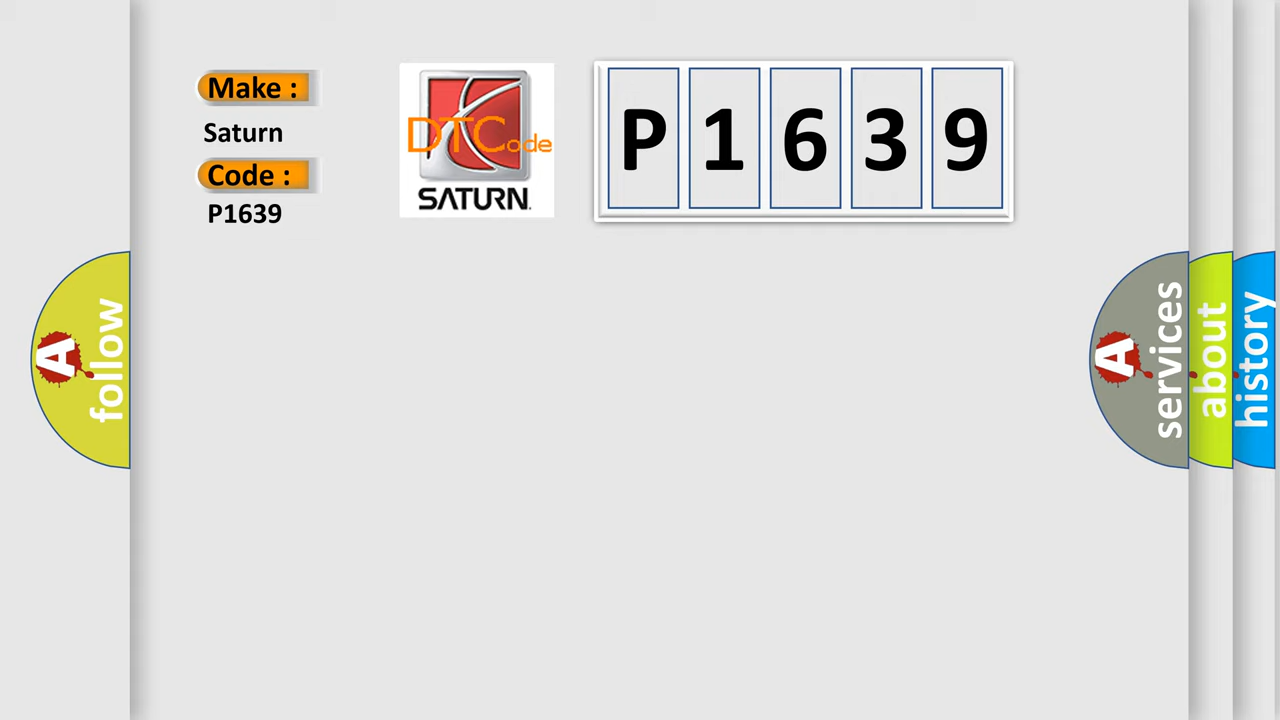 Make :
Saturn
Code :
P1639
DTCode
SATURN
P 1 6 3 9
A follow
A services
about
history